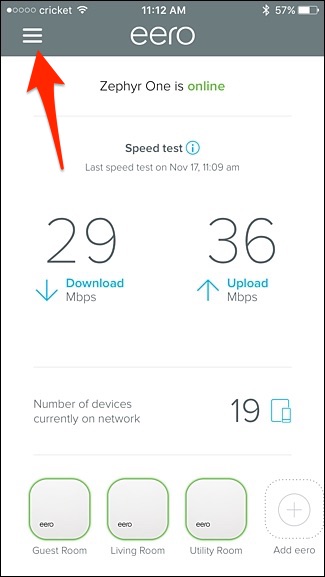 cricket 11:12 AM 57%
eero
Zephyr One is online
Speed test
Last speed test on Nov 17, 11:09 am
29 36
Download Upload
Mbps Mbps
Number of devices
currently on network 19
eero eero eero
Guest Room Living Room Utility Room Add eero